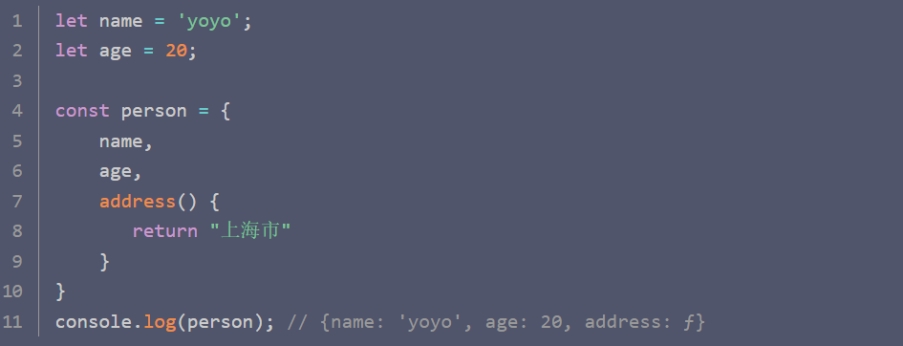 1 let name = 'yoyo';
2 let age = 20;
3
4 const person = {
5     name,
6     age,
7     address() {
8        return "上海市"
9     }
10 }
11 console.log(person); // {name: 'yoyo', age: 20, address: ƒ}